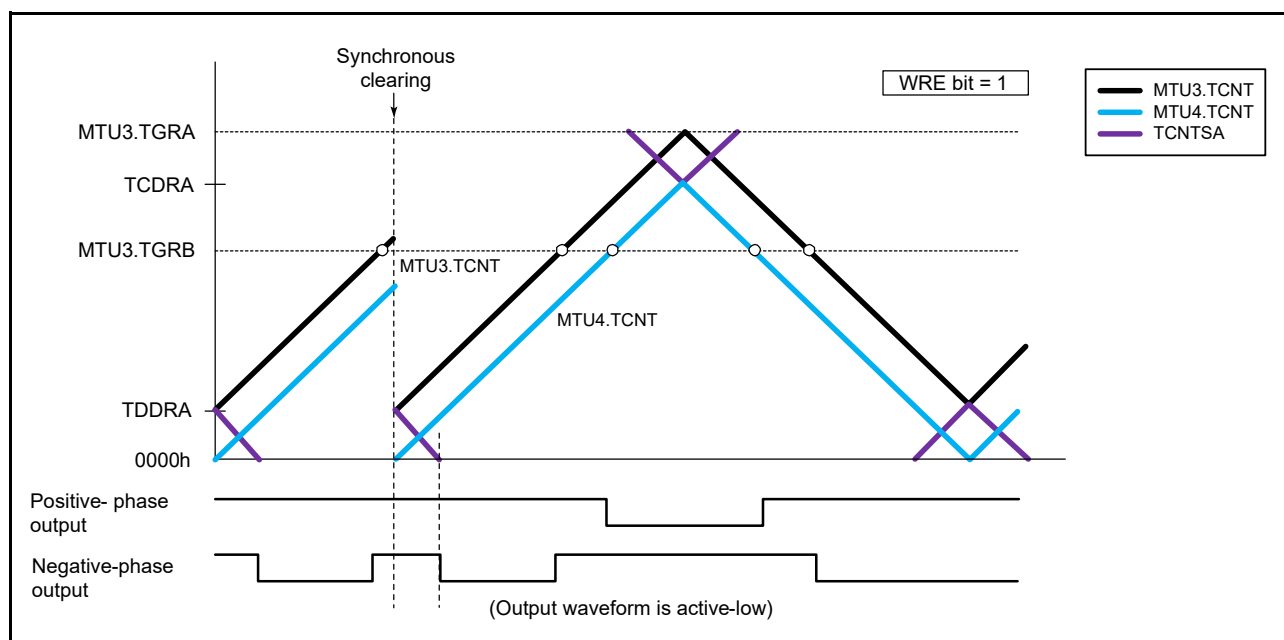 Synchronous
clearing
WRE bit = 1
MTU3.TCNT
MTU4.TCNT
TCNTSA
MTU3.TGRA
TCDRA
MTU3.TGRB
MTU3.TCNT
MTU4.TCNT
TDDRA
0000h
Positive- phase
output
Negative-phase
output
(Output waveform is active-low)